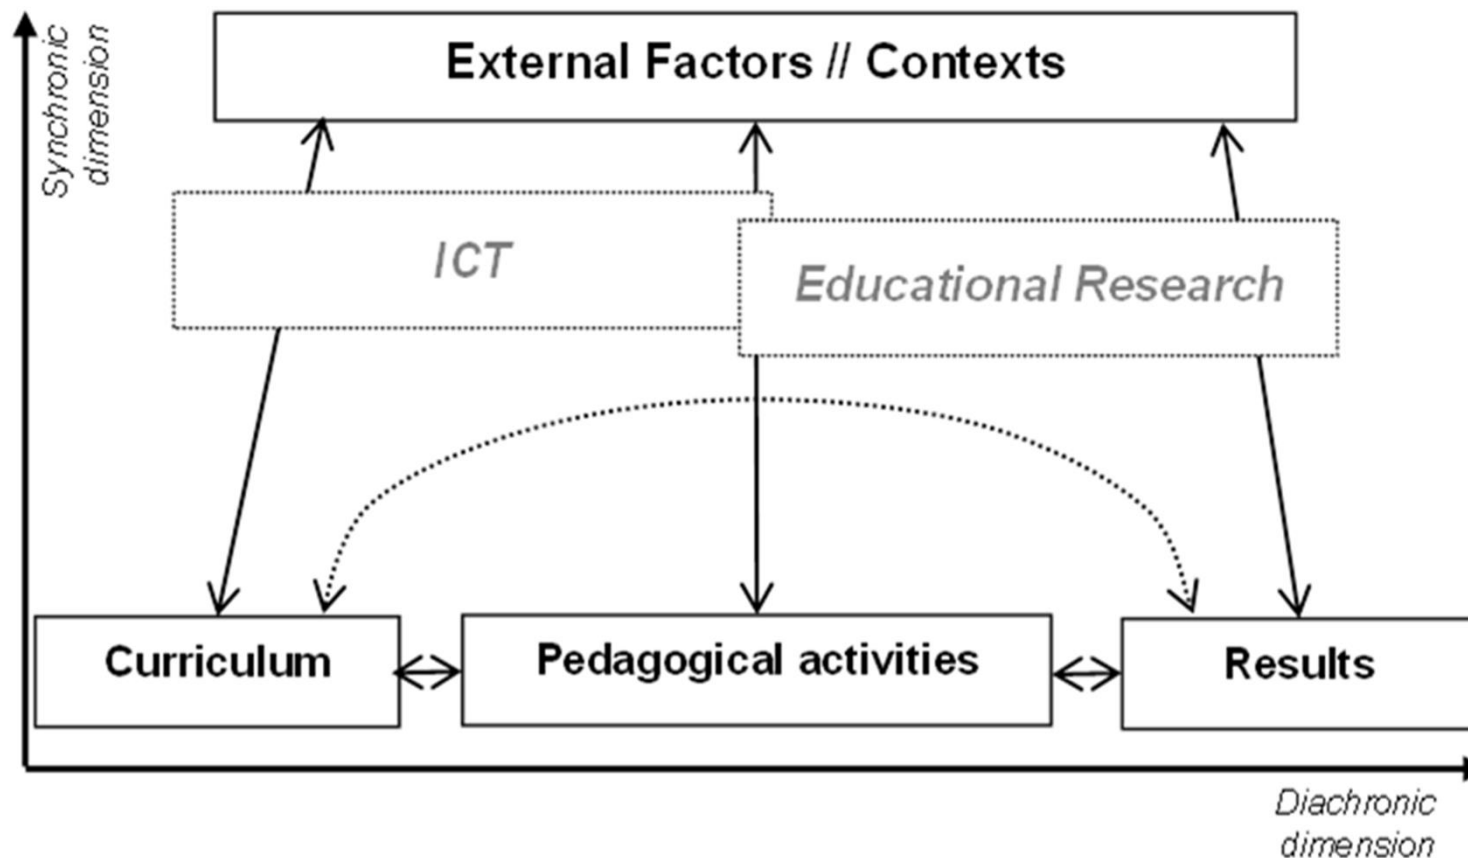 Synchronic
dimension
External Factors // Contexts
ICT
Educational Research
Curriculum
Pedagogical activities
Results
Diachronic
dimension